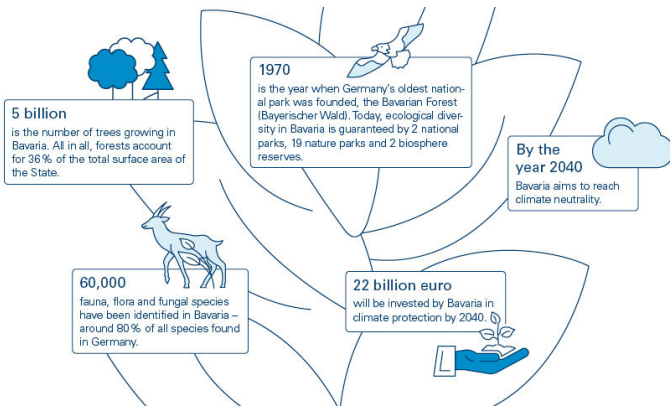 5 billion
is the number of trees growing in
Bavaria. All in all, forests account
for 36 % of the total surface area of
the State.
1970
is the year when Germany's oldest nation-
al park was founded, the Bavarian Forest
(Bayerischer Wald). Today, ecological diver-
sity in Bavaria is guaranteed by 2 national
parks, 19 nature parks and 2 biosphere
reserves.
By the
year 2040
Bavaria aims to reach
climate neutrality.
60,000
fauna, flora and fungal species
have been identified in Bavaria –
around 80 % of all species found
in Germany.
22 billion euro
will be invested by Bavaria in
climate protection by 2040.